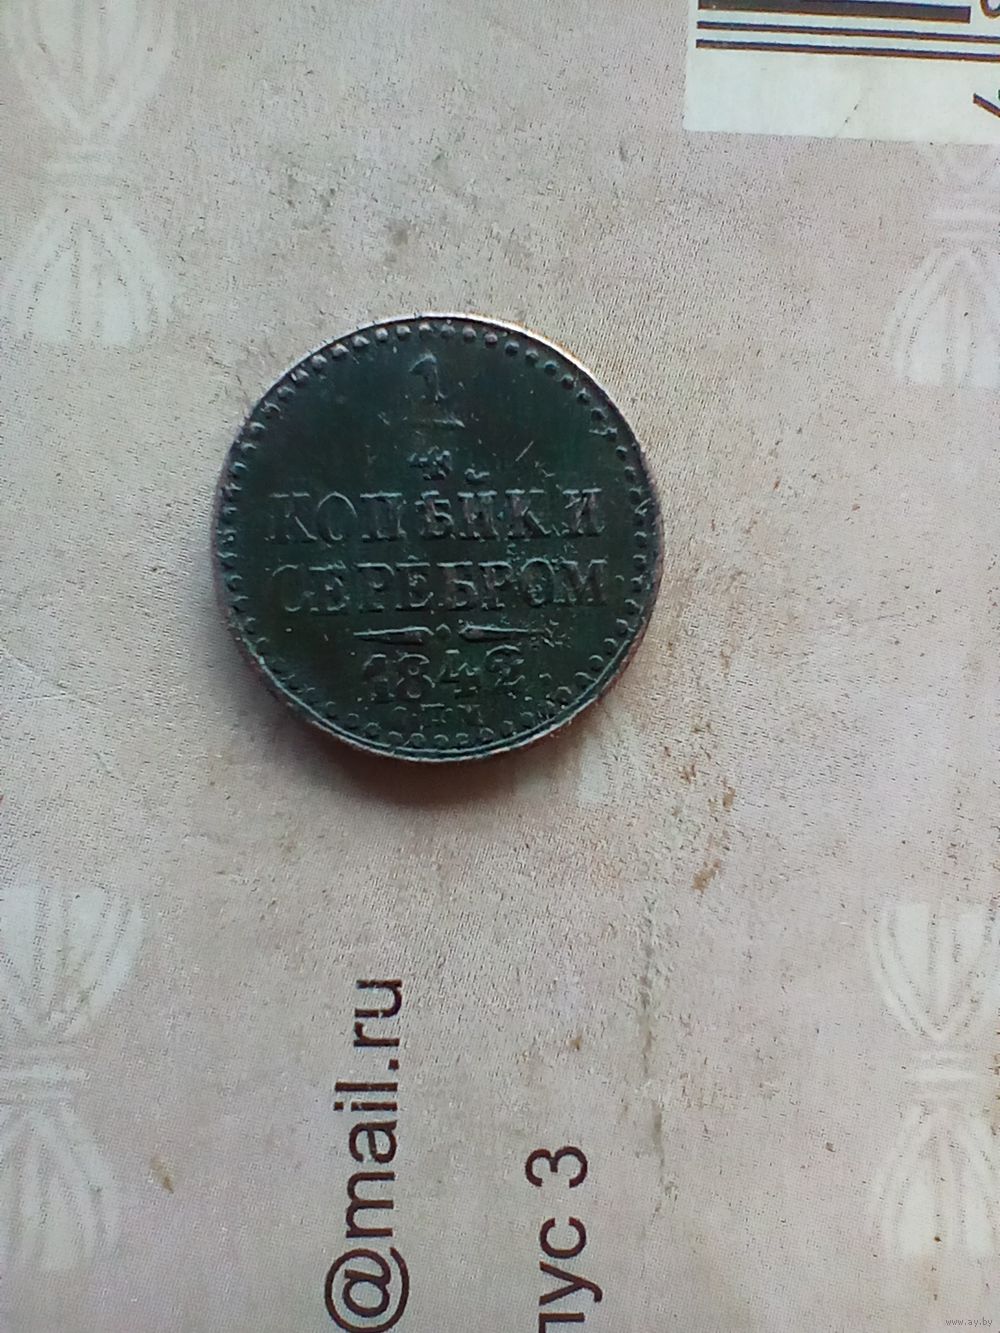 1
4
КОПѢЙКИ
СЕРЕБРОМ
1842
С.П.М.
@mail.ru
пус 3
www.ay.by